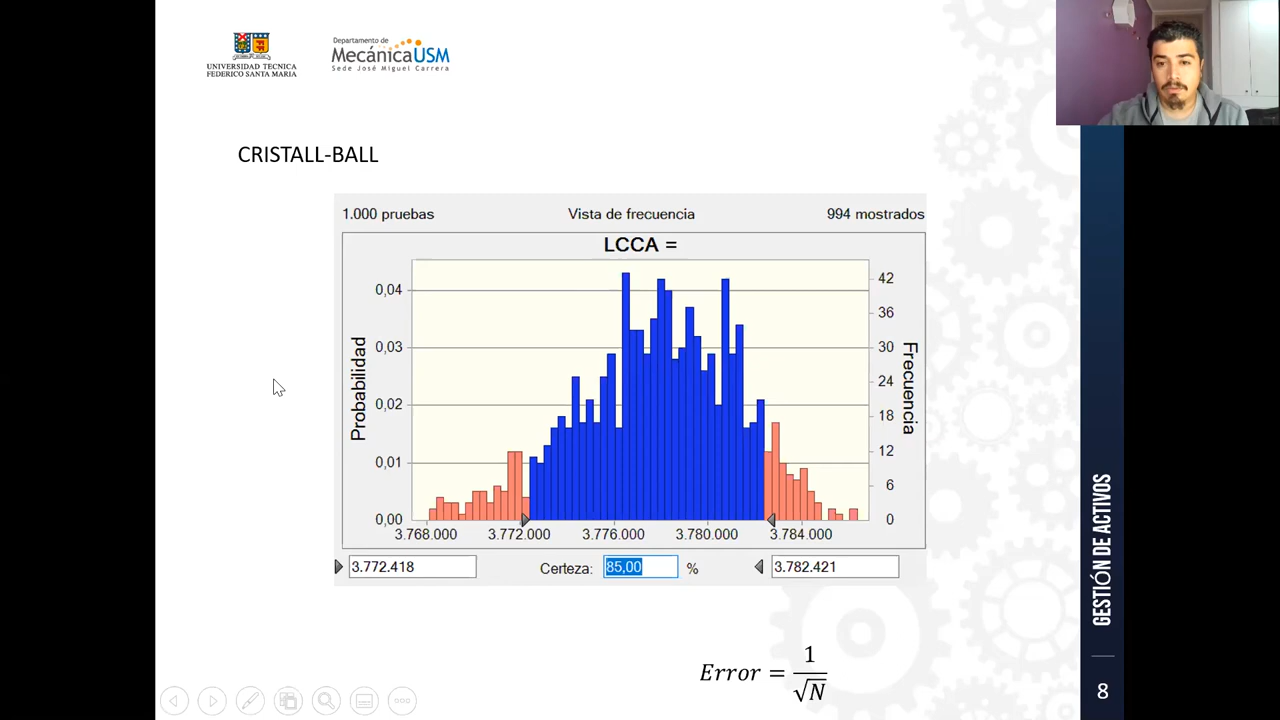 UNIVERSIDAD TECNICA
FEDERICO SANTA MARIA
Departamento de
MecánicaUSM
Sede José Miguel Carrera
CRISTALL-BALL
1.000 pruebas
Vista de frecuencia
994 mostrados
LCCA =
Probabilidad
0,04
0,03
0,02
0,01
0,00
42
36
30
24
18
12
6
0
Frecuencia
3.768.000 3.772.000 3.776.000 3.780.000 3.784.000
3.772.418
Certeza: 85,00 %
3.782.421
Error = 1/√N
GESTIÓN DE ACTIVOS
8